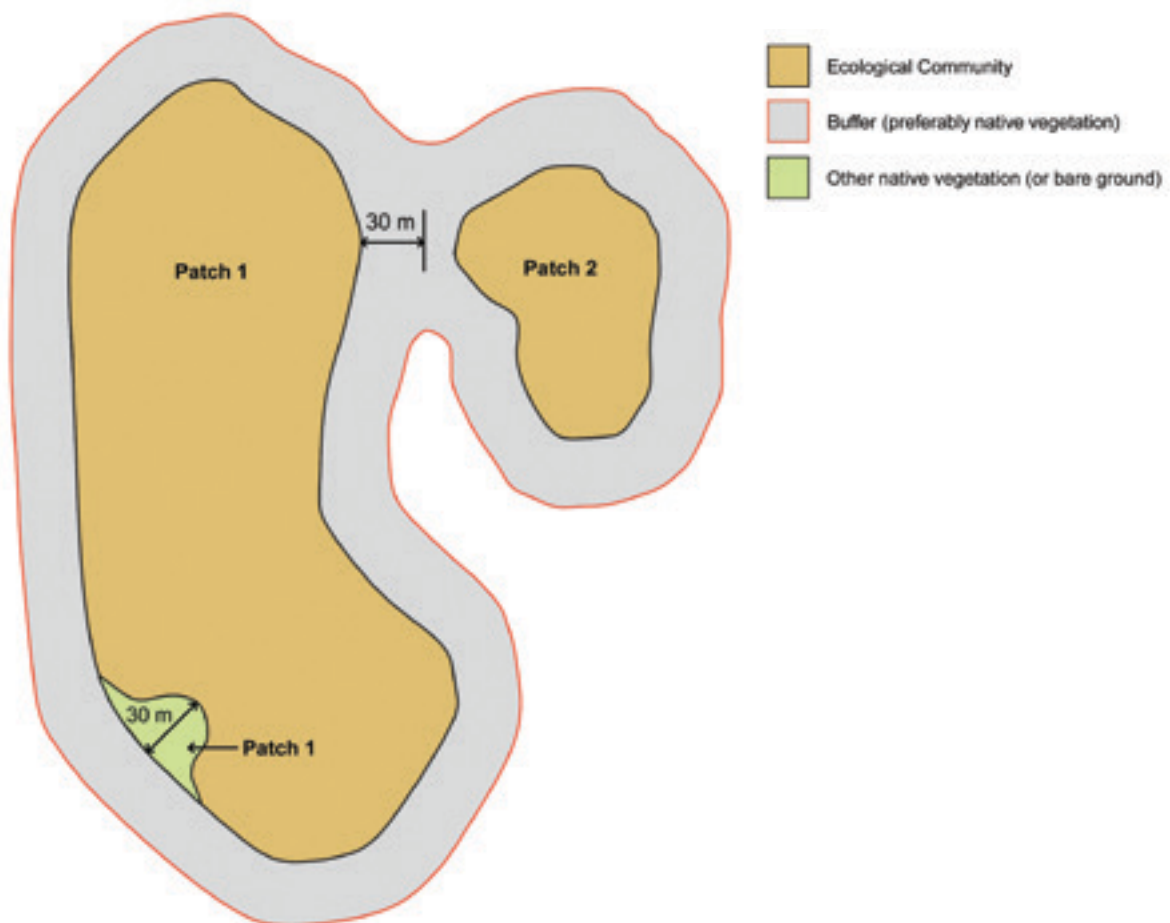 Ecological Community
Buffer (preferably native vegetation)
Other native vegetation (or bare ground)
30 m
Patch 1
Patch 2
30 m
Patch 1